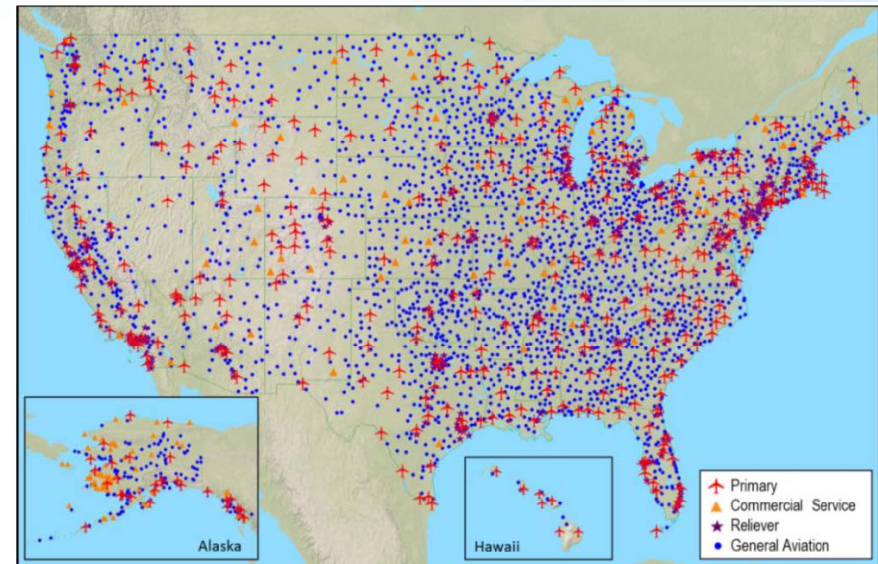 Alaska
Hawaii
Primary
Commercial Service
Reliever
General Aviation